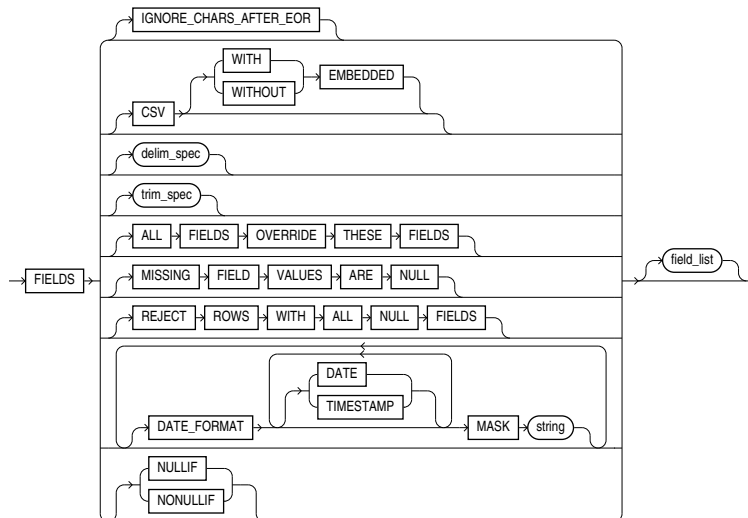 IGNORE_CHARS_AFTER_EOR
WITH
WITHOUT
EMBEDDED
CSV
delim_spec
trim_spec
ALL FIELDS OVERRIDE THESE FIELDS
FIELDS
MISSING FIELD VALUES ARE NULL
field_list
REJECT ROWS WITH ALL NULL FIELDS
DATE
TIMESTAMP
DATE_FORMAT
MASK string
NULLIF
NONULLIF